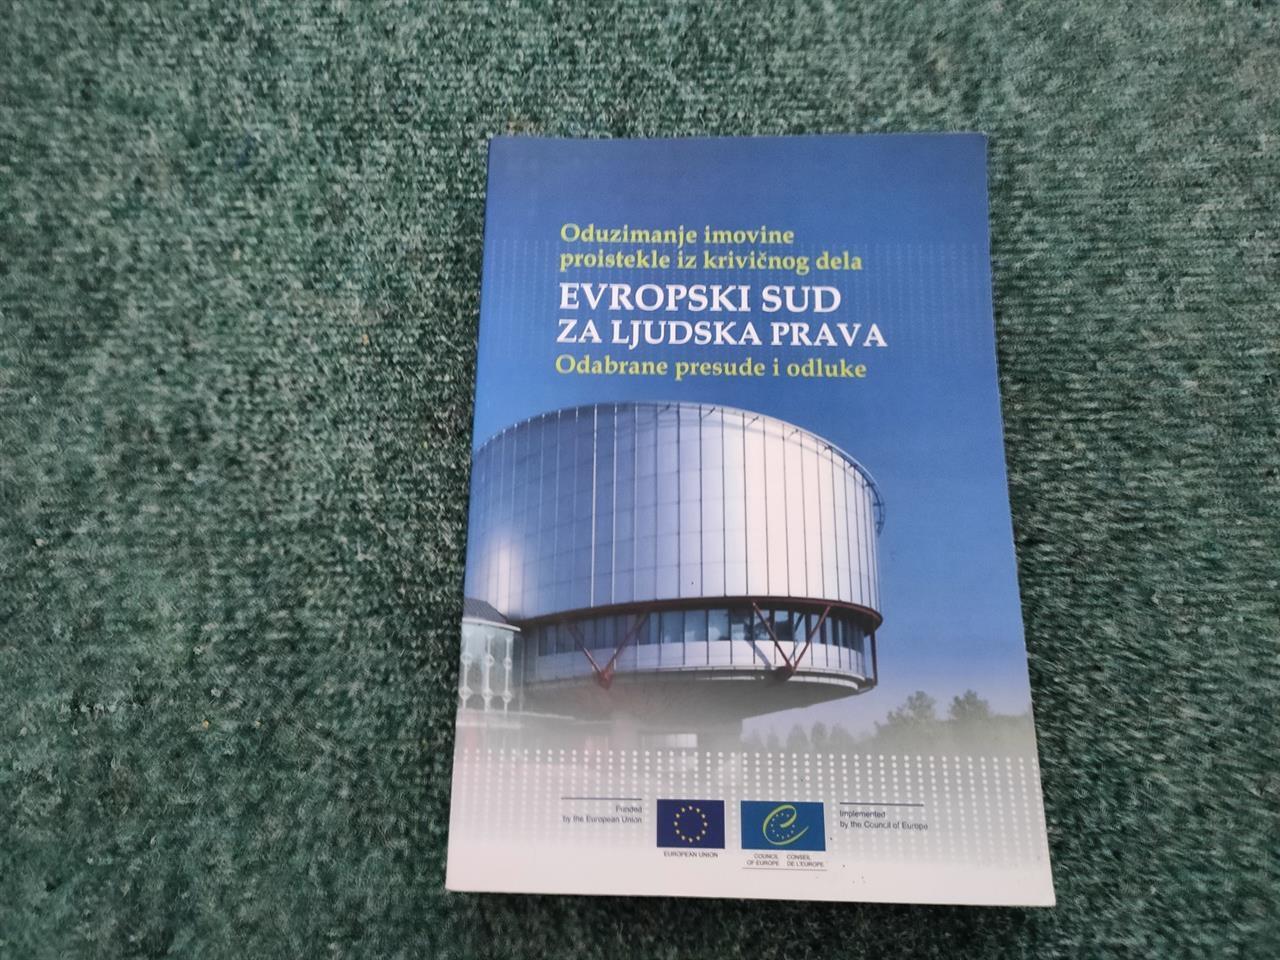 Oduzimanje imovine
proistekle iz krivičnog dela
EVROPSKI SUD
ZA LJUDSKA PRAVA
Odabrane presude i odluke
Funded
by the European Union
EUROPEAN UNION
COUNCIL CONSEIL
OF EUROPE DE L'EUROPE
Implemented
by the Council of Europe